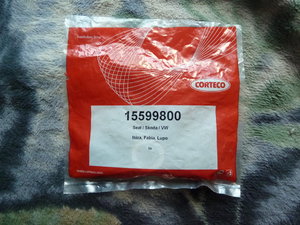 CORTECO
15599800
Seat / Skoda / VW
Ibiza, Fabia, Lupo